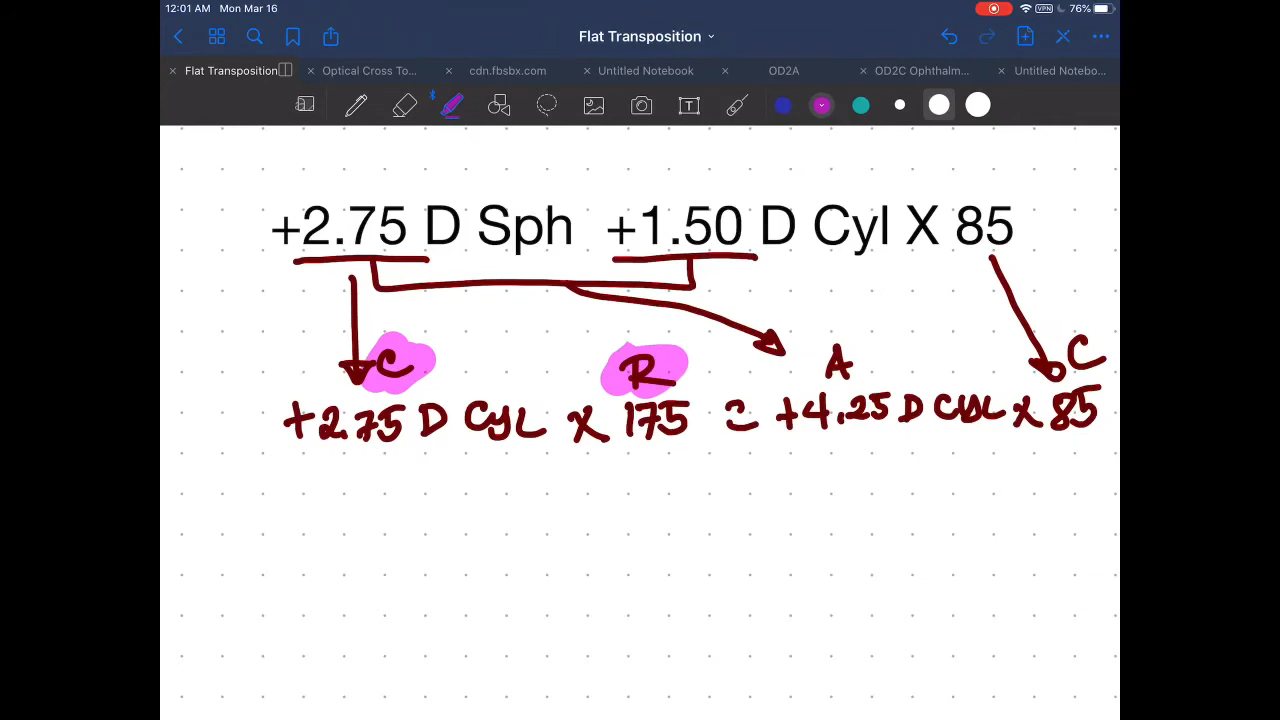 12:01 AM Mon Mar 16 VPN 76%
Flat Transposition
Flat Transposition Optical Cross To... cdn.fbsbx.com Untitled Notebook OD2A OD2C Ophthalm... Untitled Notebo...
+2.75 D Sph +1.50 D Cyl X 85
C R A C
+2.75 D Cyl x 175 = +4.25 D Cyl x 85